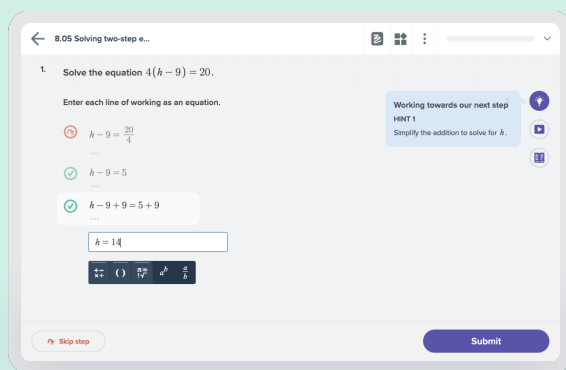 8.05 Solving two-step e...
1. Solve the equation 4(h − 9) = 20.
Enter each line of working as an equation.
h − 9 = 20/4
...
h − 9 = 5
...
h − 9 + 9 = 5 + 9
...
h = 14
Working towards our next step
HINT 1
Simplify the addition to solve for h.
+− ×÷ ( ) π= !√ aᵇ a/b
Skip step
Submit